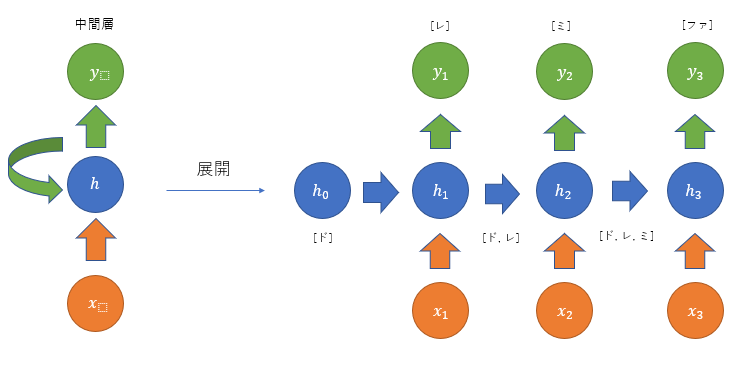 中間層
y□
h
x□
展開
[レ]
[ミ]
[ファ]
y₁
y₂
y₃
h₀
h₁
h₂
h₃
[ド]
[ド, レ]
[ド, レ, ミ]
x₁
x₂
x₃